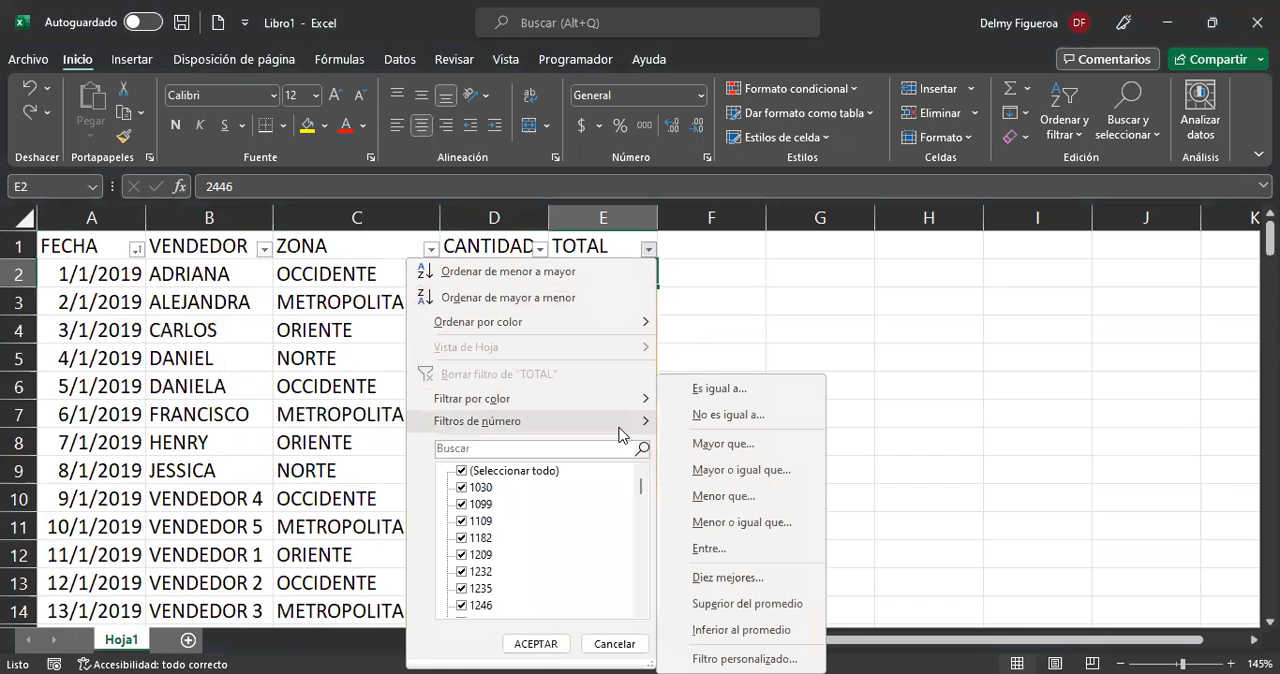 Autoguardado Libro1 - Excel Buscar (Alt+Q) Delmy Figueroa DF
Archivo Inicio Insertar Disposición de página Fórmulas Datos Revisar Vista Programador Ayuda Comentarios Compartir
Pegar Calibri 12 General Formato condicional Insertar
N K S $ % 000 Dar formato como tabla Eliminar Ordenar y filtrar Buscar y seleccionar Analizar datos
Estilos de celda Formato
Deshacer Portapapeles Fuente Alineación Número Estilos Celdas Edición Análisis
E2 fx 2446
A B C D E F G H I J K
1 FECHA VENDEDOR ZONA CANTIDAD TOTAL
2 1/1/2019 ADRIANA OCCIDENTE
3 2/1/2019 ALEJANDRA METROPOLITA
4 3/1/2019 CARLOS ORIENTE
5 4/1/2019 DANIEL NORTE
6 5/1/2019 DANIELA OCCIDENTE
7 6/1/2019 FRANCISCO METROPOLITA
8 7/1/2019 HENRY ORIENTE
9 8/1/2019 JESSICA NORTE
10 9/1/2019 VENDEDOR 4 OCCIDENTE
11 10/1/2019 VENDEDOR 5 METROPOLITA
12 11/1/2019 VENDEDOR 1 ORIENTE
13 12/1/2019 VENDEDOR 2 OCCIDENTE
14 13/1/2019 VENDEDOR 3 METROPOLITA
Ordenar de menor a mayor
Ordenar de mayor a menor
Ordenar por color
Vista de Hoja
Borrar filtro de "TOTAL"
Filtrar por color
Filtros de número
Buscar
(Seleccionar todo)
1030
1099
1109
1182
1209
1232
1235
1246
ACEPTAR Cancelar
Es igual a...
No es igual a...
Mayor que...
Mayor o igual que...
Menor que...
Menor o igual que...
Entre...
Diez mejores...
Superior del promedio
Inferior al promedio
Filtro personalizado...
Hoja1
Listo Accesibilidad: todo correcto 145%